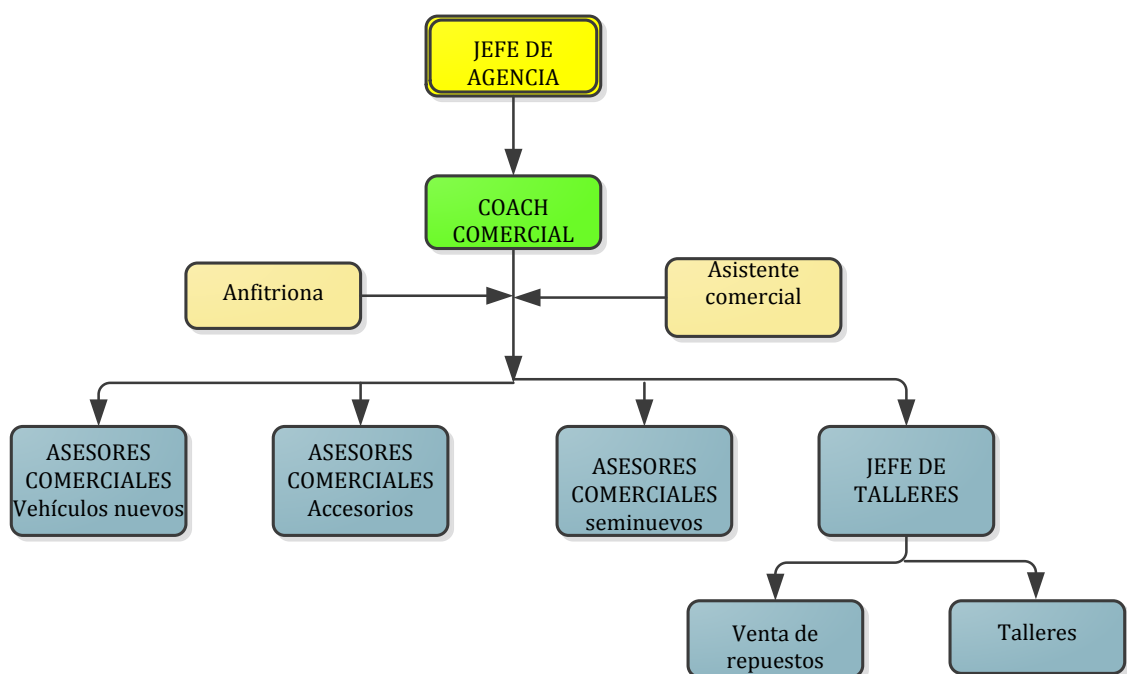 JEFE DE
AGENCIA
COACH
COMERCIAL
Anfitriona
Asistente
comercial
ASESORES
COMERCIALES
Vehículos nuevos
ASESORES
COMERCIALES
Accesorios
ASESORES
COMERCIALES
seminuevos
JEFE DE
TALLERES
Venta de
repuestos
Talleres